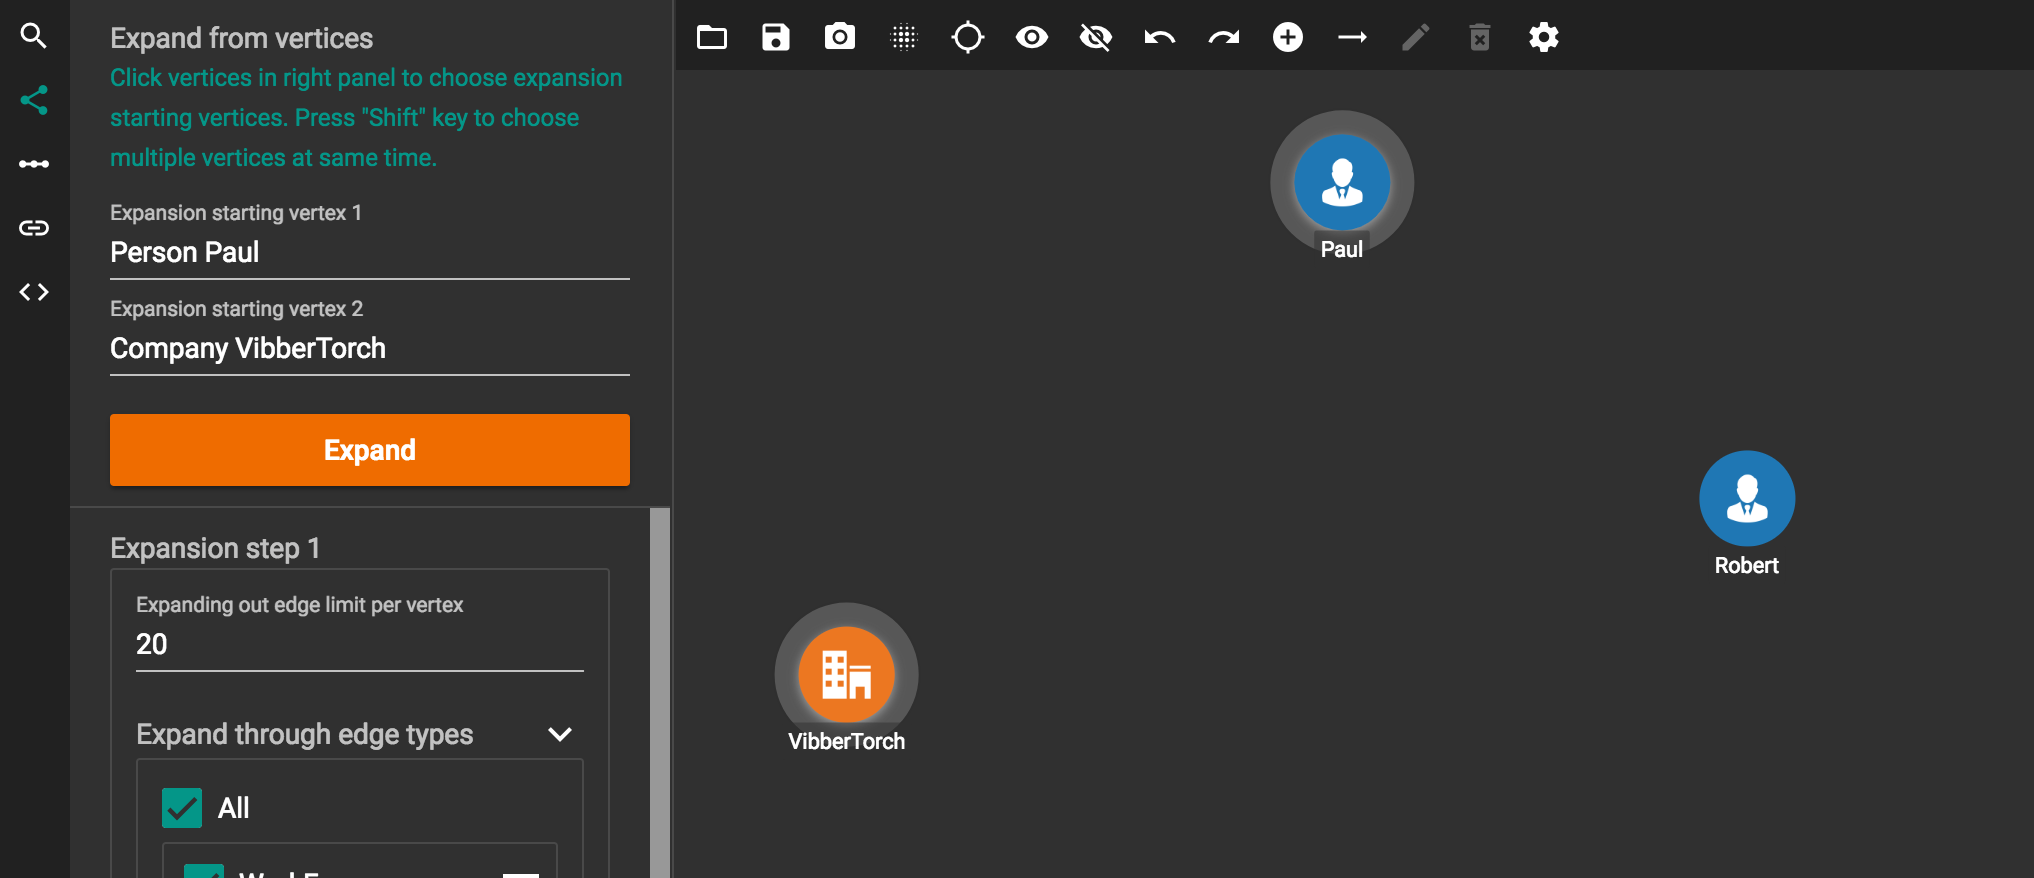 Expand from vertices
Click vertices in right panel to choose expansion
starting vertices. Press "Shift" key to choose
multiple vertices at same time.
Expansion starting vertex 1
Person Paul
Expansion starting vertex 2
Company VibberTorch
Expand
Expansion step 1
Expanding out edge limit per vertex
20
Expand through edge types
All
Paul
Robert
VibberTorch